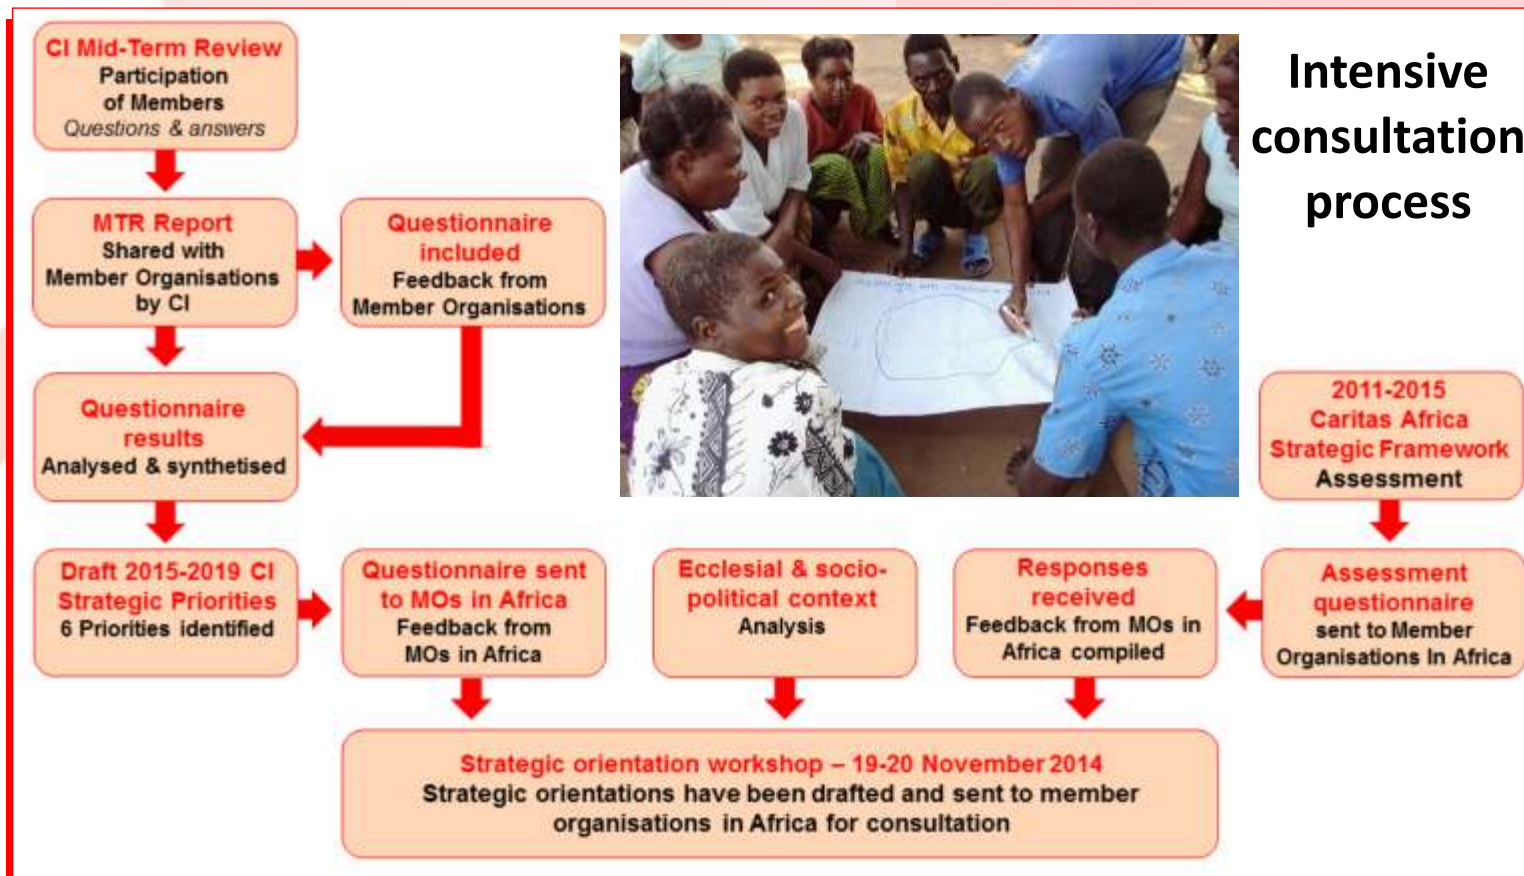 CI Mid-Term Review
Participation
of Members
Questions & answers
Intensive
consultation
process
MTR Report
Shared with
Member Organisations
by CI
Questionnaire
included
Feedback from
Member Organisations
Questionnaire
results
Analysed & synthetised
2011-2015
Caritas Africa
Strategic Framework
Assessment
Draft 2015-2019 CI
Strategic Priorities
6 Priorities identified
Questionnaire sent
to MOs in Africa
Feedback from
MOs in Africa
Ecclesial & socio-
political context
Analysis
Responses
received
Feedback from MOs in
Africa compiled
Assessment
questionnaire
sent to Member
Organisations In Africa
Strategic orientation workshop – 19-20 November 2014
Strategic orientations have been drafted and sent to member
organisations in Africa for consultation